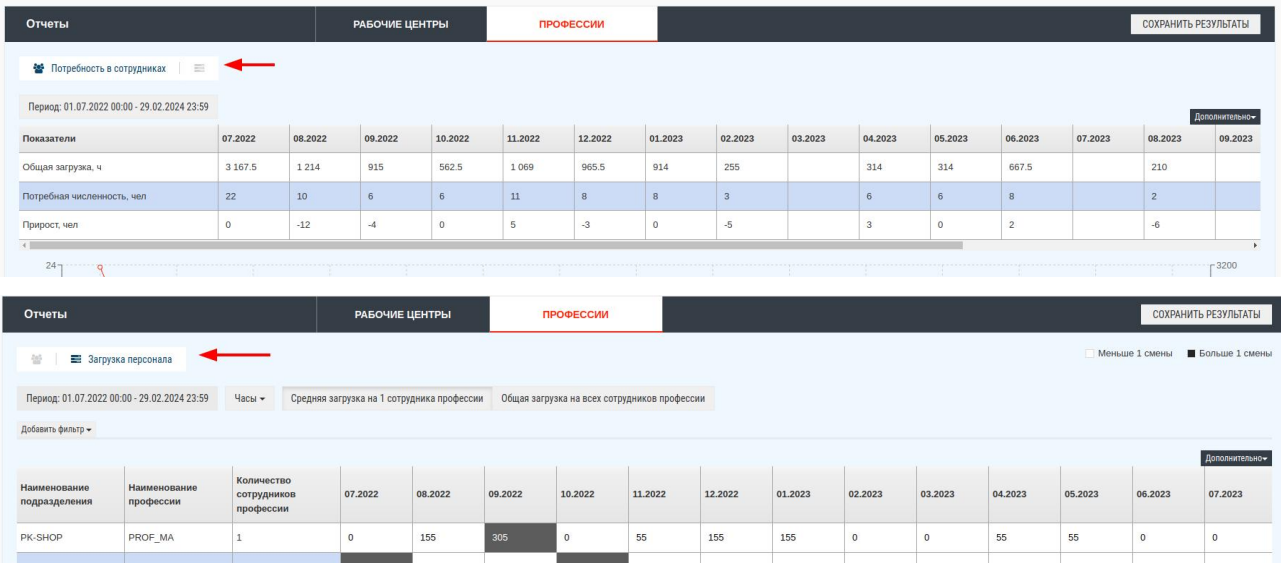 Отчеты РАБОЧИЕ ЦЕНТРЫ ПРОФЕССИИ СОХРАНИТЬ РЕЗУЛЬТАТЫ
Потребность в сотрудниках
Период: 01.07.2022 00:00 - 29.02.2024 23:59
Дополнительно
Показатели 07.2022 08.2022 09.2022 10.2022 11.2022 12.2022 01.2023 02.2023 03.2023 04.2023 05.2023 06.2023 07.2023 08.2023 09.2023
Общая загрузка, ч 3 167.5 1 214 915 562.5 1 069 965.5 914 255 314 314 667.5 210
Потребная численность, чел 22 10 6 6 11 8 8 3 6 6 8 2
Прирост, чел 0 -12 -4 0 5 -3 0 -5 3 0 2 -6
24 3200
Отчеты РАБОЧИЕ ЦЕНТРЫ ПРОФЕССИИ СОХРАНИТЬ РЕЗУЛЬТАТЫ
Загрузка персонала Меньше 1 смены Больше 1 смены
Период: 01.07.2022 00:00 - 29.02.2024 23:59 Часы Средняя загрузка на 1 сотрудника профессии Общая загрузка на всех сотрудников профессии
Добавить фильтр
Дополнительно
Наименование подразделения Наименование профессии Количество сотрудников профессии 07.2022 08.2022 09.2022 10.2022 11.2022 12.2022 01.2023 02.2023 03.2023 04.2023 05.2023 06.2023 07.2023
PK-SHOP PROF_MA 1 0 155 305 0 55 155 155 0 0 55 55 0 0